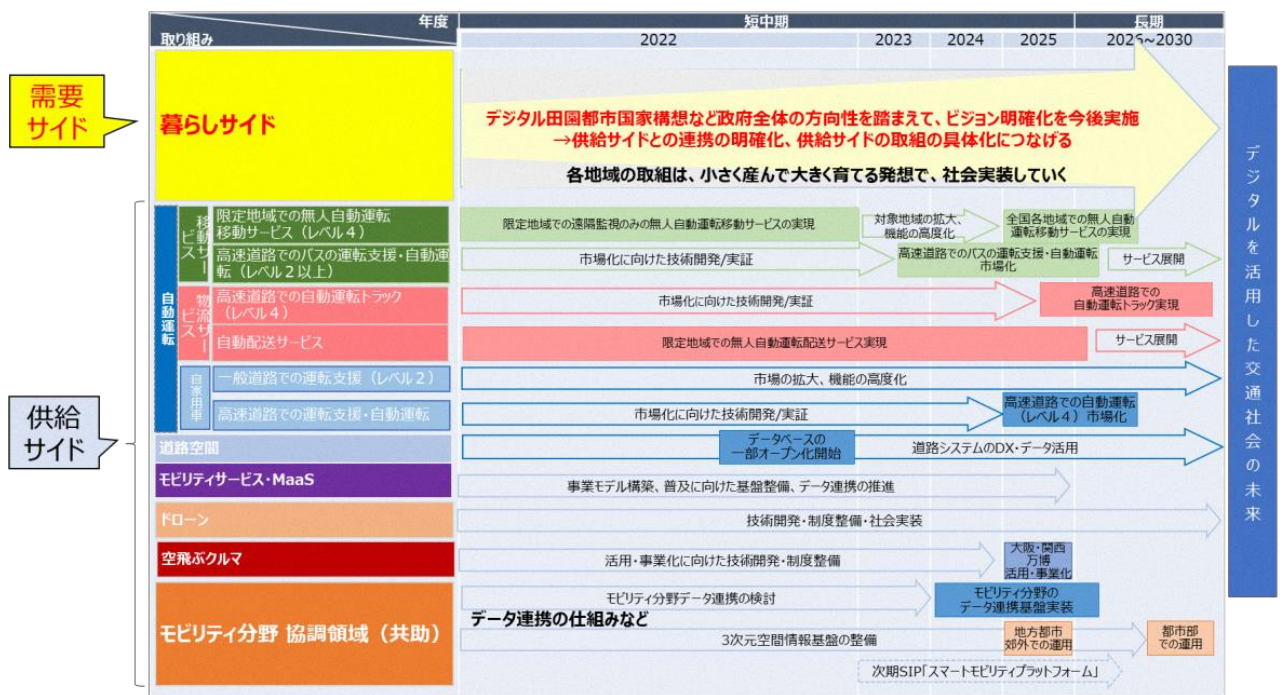 年度
取り組み
短中期
長期
2022
2023
2024
2025
2026~2030
需要
サイド
暮らしサイド
デジタル田園都市国家構想など政府全体の方向性を踏まえて、ビジョン明確化を今後実施
→供給サイドとの連携の明確化、供給サイドの取組の具体化につなげる
各地域の取組は、小さく産んで大きく育てる発想で、社会実装していく
供給
サイド
自動運転
移動サービス
限定地域での無人自動運転
移動サービス（レベル４）
限定地域での遠隔監視のみの無人自動運転移動サービスの実現
対象地域の拡大、
機能の高度化
全国各地域での無人自動
運転移動サービスの実現
高速道路でのバスの運転支援・自動運
転（レベル２以上）
市場化に向けた技術開発/実証
高速道路でのバスの運転支援・自動運転
市場化
サービス展開
物流サービス
高速道路での自動運転トラック
（レベル４）
市場化に向けた技術開発/実証
高速道路での
自動運転トラック実現
自動配送サービス
限定地域での無人自動運転配送サービス実現
サービス展開
自家用車
一般道路での運転支援（レベル２）
市場の拡大、機能の高度化
高速道路での運転支援・自動運転
市場化に向けた技術開発/実証
高速道路での自動運転
（レベル４）市場化
道路空間
データベースの
一部オープン化開始
道路システムのDX・データ活用
モビリティサービス・MaaS
事業モデル構築、普及に向けた基盤整備、データ連携の推進
ドローン
技術開発・制度整備・社会実装
空飛ぶクルマ
活用・事業化に向けた技術開発・制度整備
大阪・関西
万博
活用・事業化
モビリティ分野 協調領域（共助）
モビリティ分野データ連携の検討
モビリティ分野の
データ連携基盤実装
データ連携の仕組みなど
3次元空間情報基盤の整備
地方都市
郊外での運用
都市部
での運用
次期SIP「スマートモビリティプラットフォーム」
デジタルを活用した交通社会の未来